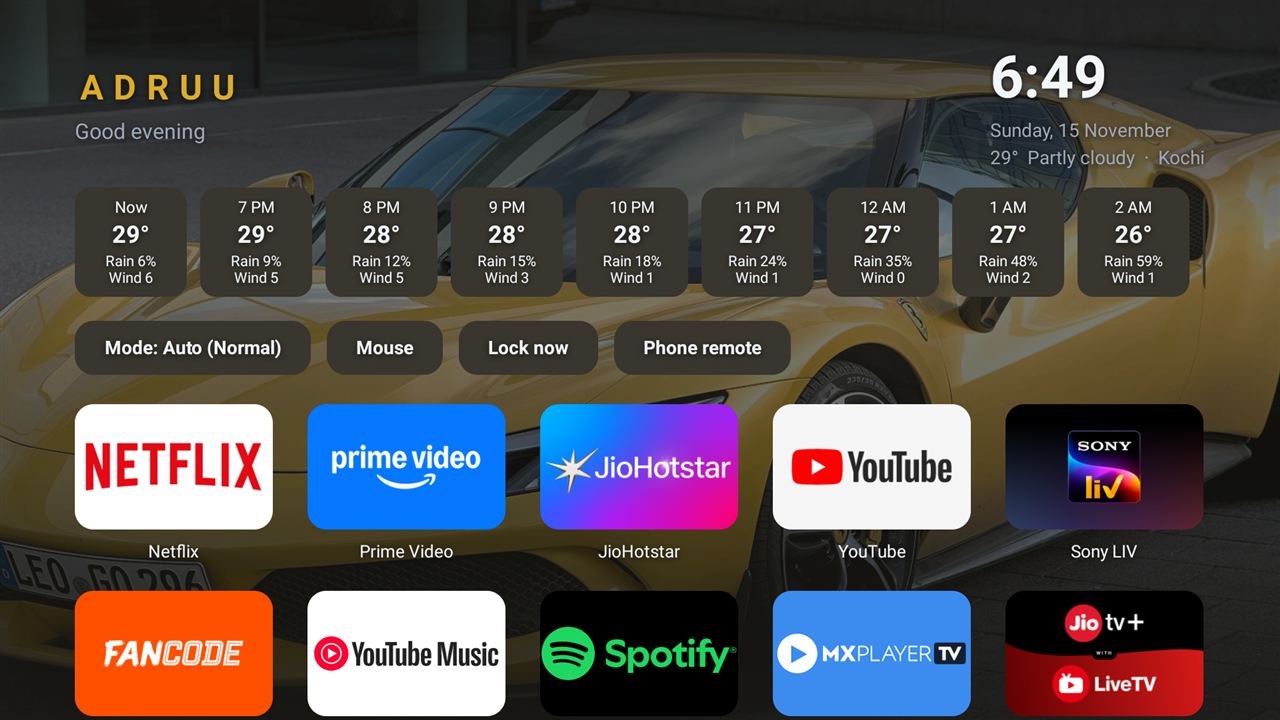 ADRUU
Good evening
6:49
Sunday, 15 November
29° Partly cloudy · Kochi
Now
29°
Rain 6%
Wind 6
7 PM
29°
Rain 9%
Wind 5
8 PM
28°
Rain 12%
Wind 5
9 PM
28°
Rain 15%
Wind 3
10 PM
28°
Rain 18%
Wind 1
11 PM
27°
Rain 24%
Wind 1
12 AM
27°
Rain 35%
Wind 0
1 AM
27°
Rain 48%
Wind 2
2 AM
26°
Rain 59%
Wind 1
Mode: Auto (Normal)
Mouse
Lock now
Phone remote
NETFLIX
Netflix
prime video
Prime Video
JioHotstar
JioHotstar
YouTube
YouTube
SONY
liv
Sony LIV
LEO GO 296
FANCODE
YouTube Music
Spotify®
MXPLAYER TV
Jio tv+
WITH
LiveTV